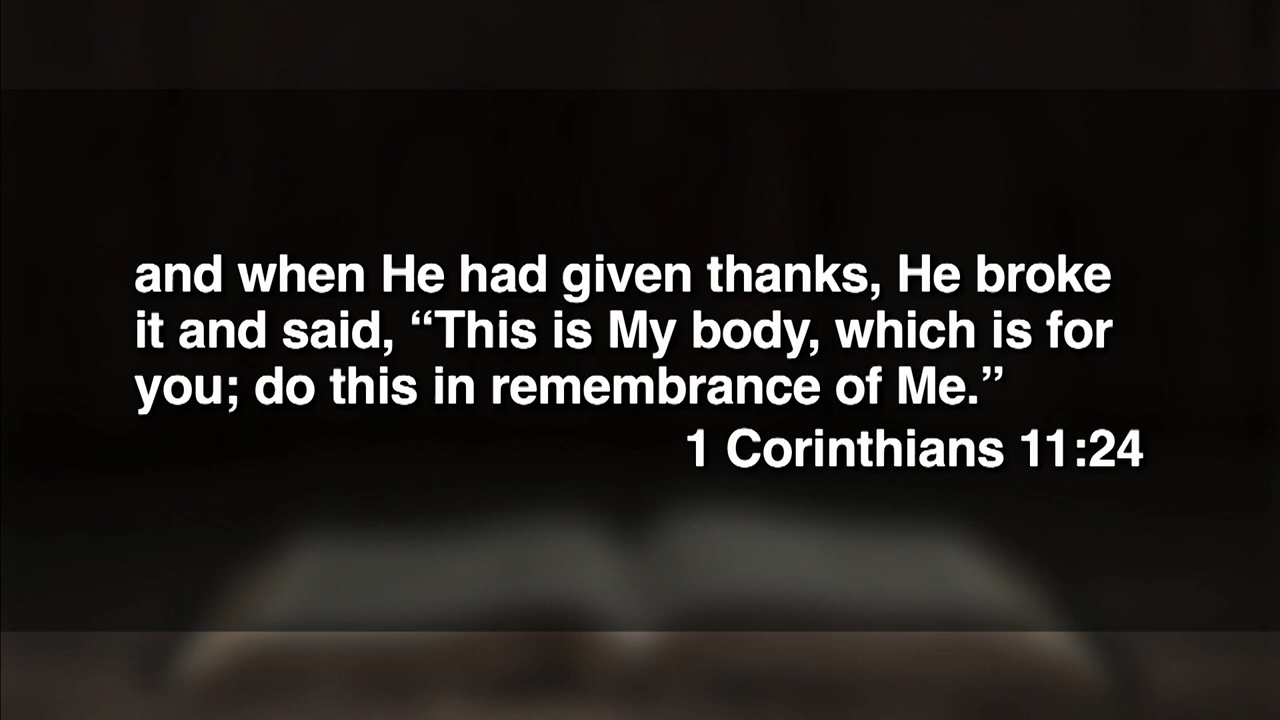 and when He had given thanks, He broke
it and said, “This is My body, which is for
you; do this in remembrance of Me.”
1 Corinthians 11:24